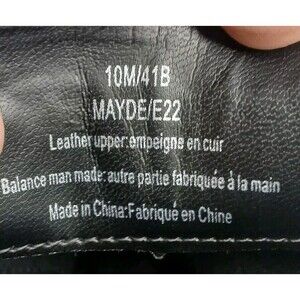 10M/41B
MAYDE/E22
Leather upper:empeigne en cuir
Balance man made:autre partie fabriquée à la main
Made in China:Fabriqué en Chine